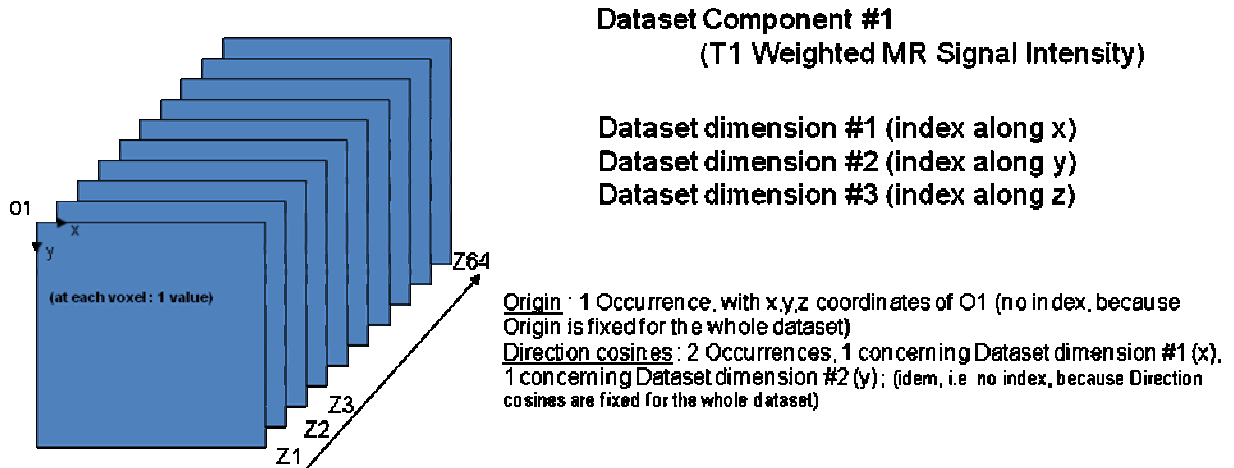 Dataset Component #1
(T1 Weighted MR Signal Intensity)
Dataset dimension #1 (index along x)
Dataset dimension #2 (index along y)
Dataset dimension #3 (index along z)
O1
x
y
(at each voxel : 1 value)
Z64
Z3
Z2
Z1
Origin : 1 Occurrence, with x,y,z coordinates of O1 (no index, because
Origin is fixed for the whole dataset)
Direction cosines : 2 Occurrences, 1 concerning Dataset dimension #1 (x),
1 concerning Dataset dimension #2 (y) ; (idem, i.e no index, because Direction
cosines are fixed for the whole dataset)